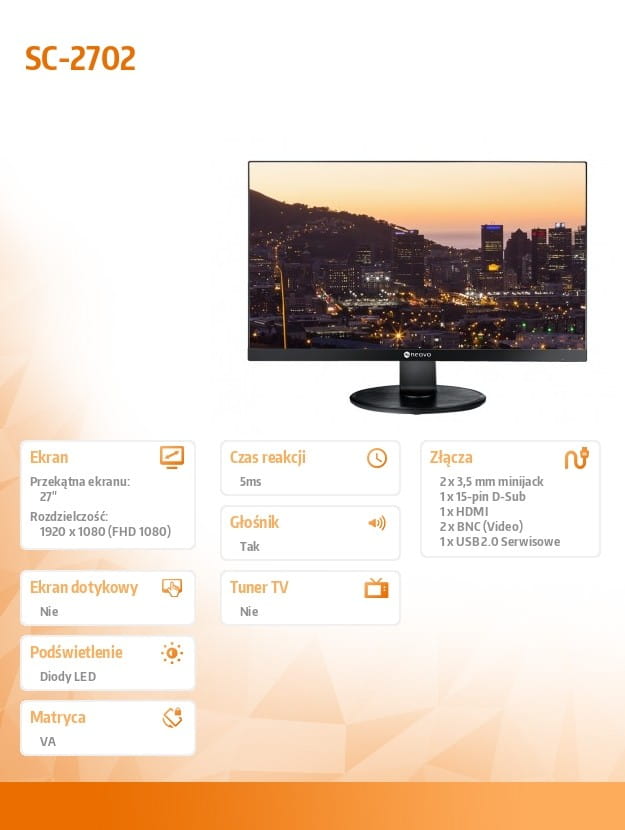 SC-2702
neovo
Ekran
Przekątna ekranu:
27"
Rozdzielczość:
1920 x 1080 (FHD 1080)
Czas reakcji
5ms
Głośnik
Tak
Złącza
2 x 3,5 mm minijack
1 x 15-pin D-Sub
1 x HDMI
2 x BNC (Video)
1 x USB 2.0 Serwisowe
Ekran dotykowy
Nie
Tuner TV
Nie
Podświetlenie
Diody LED
Matryca
VA